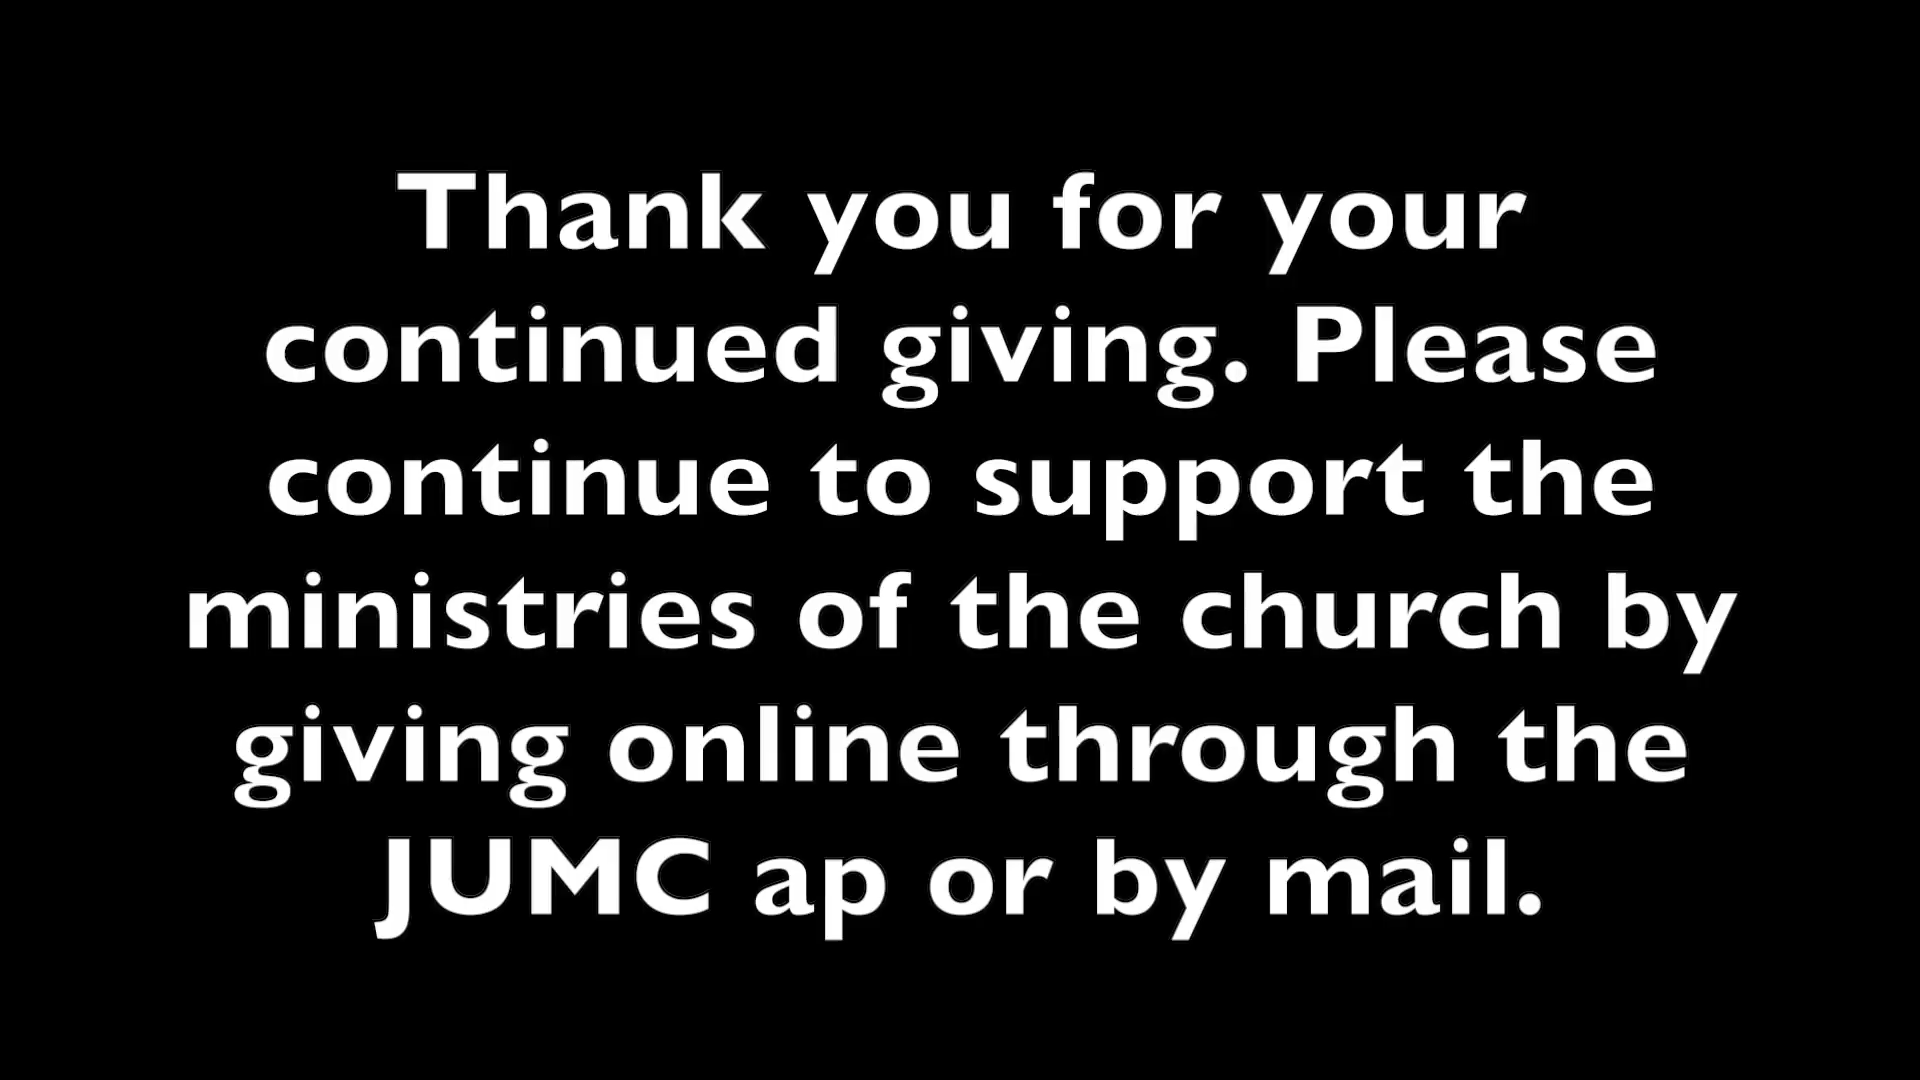 Thank you for your
continued giving. Please
continue to support the
ministries of the church by
giving online through the
JUMC ap or by mail.